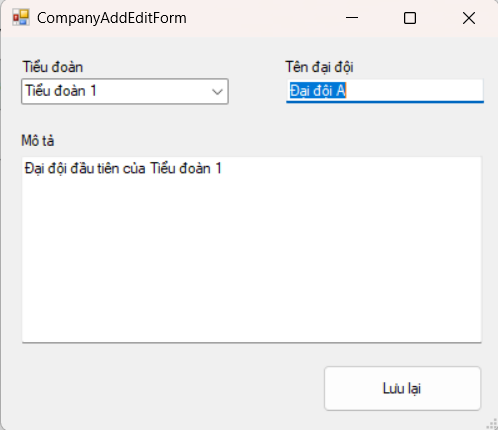 CompanyAddEditForm
Tiểu đoàn
Tên đại đội
Tiểu đoàn 1
Đại đội A
Mô tả
Đại đội đầu tiên của Tiểu đoàn 1
Lưu lại